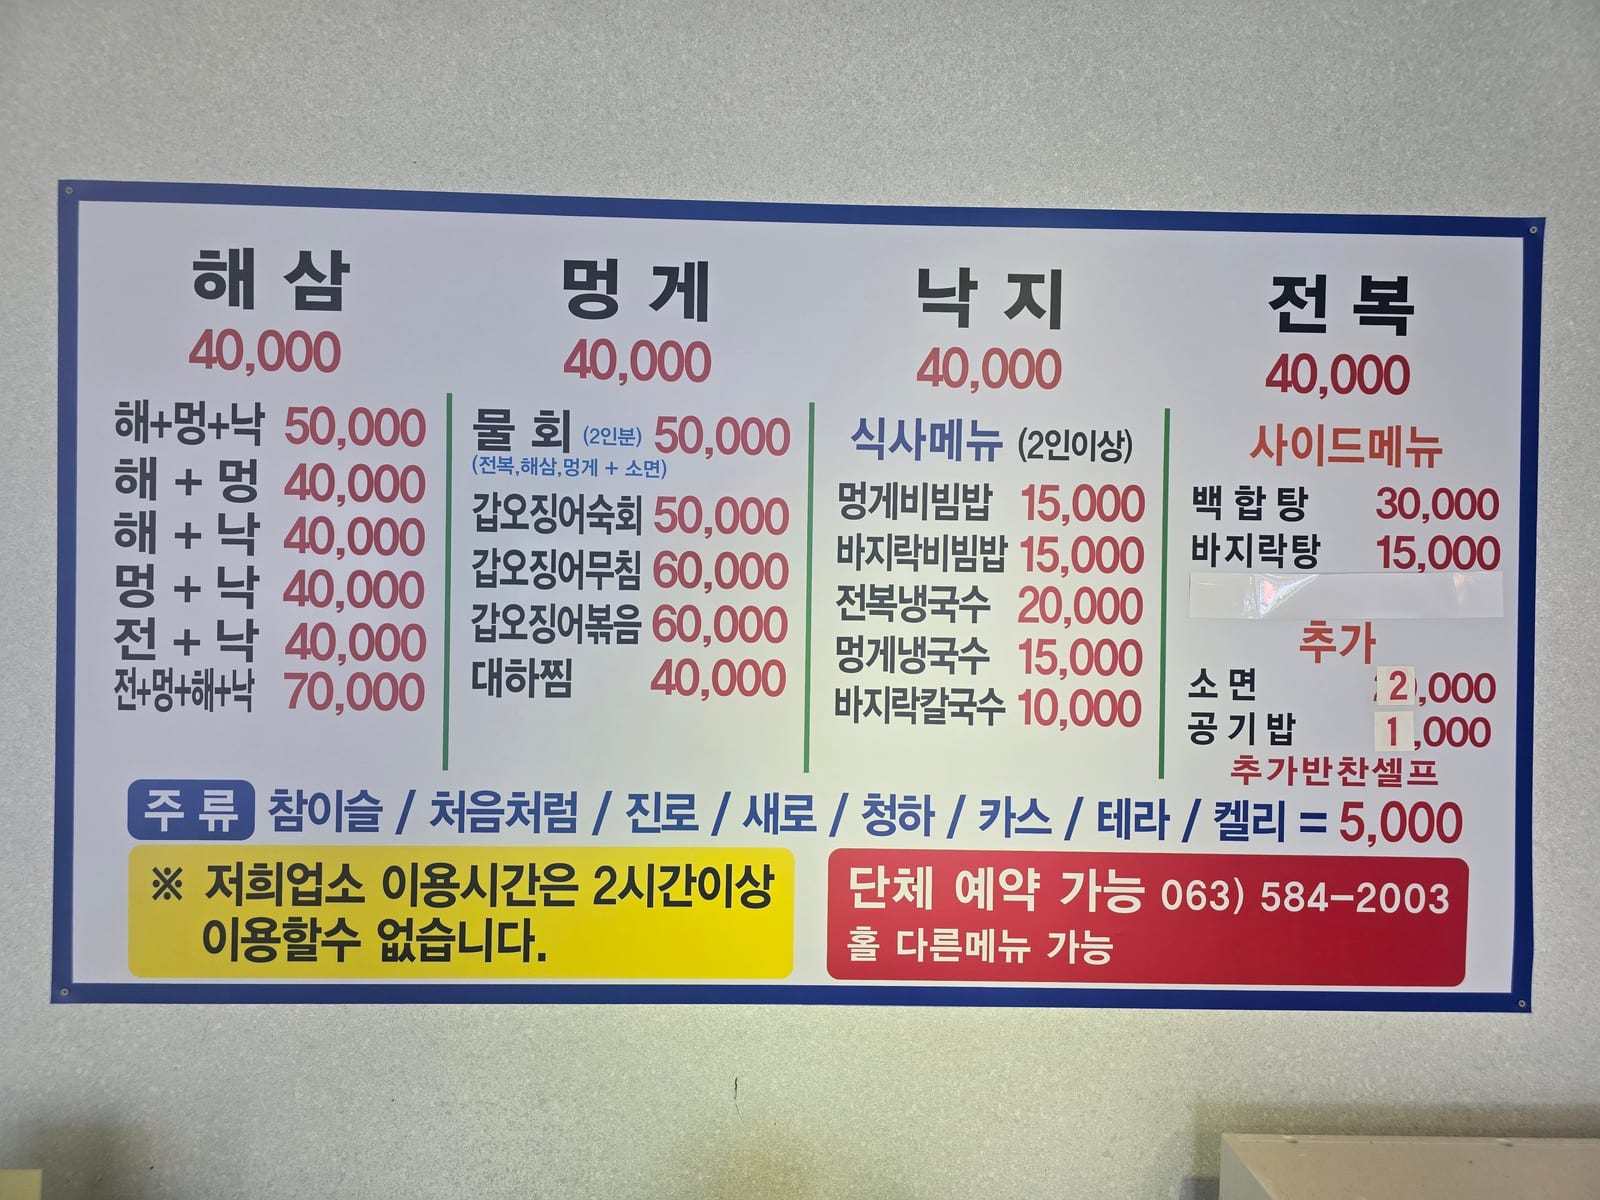 해삼
40,000
해+멍+낙 50,000
해 + 멍 40,000
해 + 낙 40,000
멍 + 낙 40,000
전 + 낙 40,000
전+멍+해+낙 70,000
멍게
40,000
물회 (2인분) 50,000
(전복,해삼,멍게 + 소면)
갑오징어숙회 50,000
갑오징어무침 60,000
갑오징어볶음 60,000
대하찜 40,000
낙지
40,000
식사메뉴 (2인이상)
멍게비빔밥 15,000
바지락비빔밥 15,000
전복냉국수 20,000
멍게냉국수 15,000
바지락칼국수 10,000
전복
40,000
사이드메뉴
백합탕 30,000
바지락탕 15,000
추가
소면 2,000
공기밥 1,000
추가반찬셀프
주류 참이슬 / 처음처럼 / 진로 / 새로 / 청하 / 카스 / 테라 / 켈리 = 5,000
※ 저희업소 이용시간은 2시간이상
이용할수 없습니다.
단체 예약 가능 063) 584-2003
홀 다른메뉴 가능